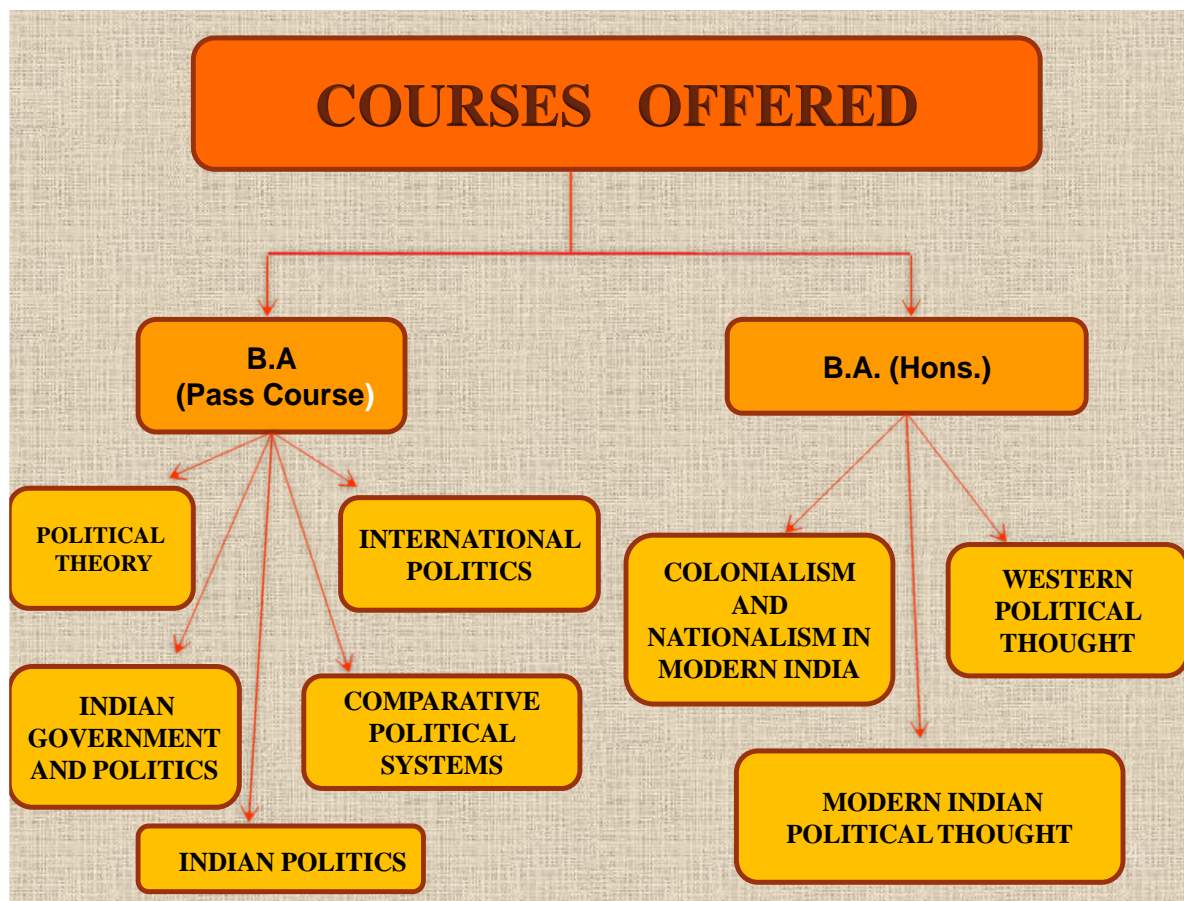 COURSES OFFERED
B.A
(Pass Course)
B.A. (Hons.)
POLITICAL
THEORY
INTERNATIONAL
POLITICS
INDIAN
GOVERNMENT
AND POLITICS
COMPARATIVE
POLITICAL
SYSTEMS
INDIAN POLITICS
COLONIALISM
AND
NATIONALISM IN
MODERN INDIA
WESTERN
POLITICAL
THOUGHT
MODERN INDIAN
POLITICAL THOUGHT